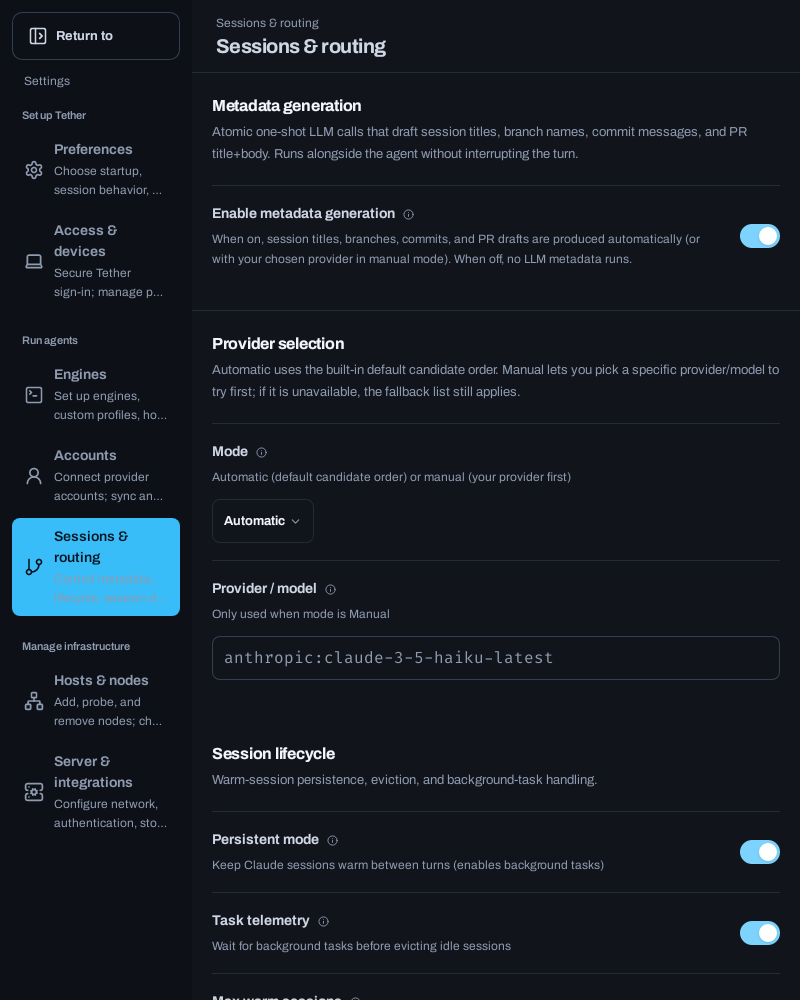 Return to
Settings
Set up Tether
Preferences
Choose startup,
session behavior, ...
Access &
devices
Secure Tether
sign-in; manage p...
Run agents
Engines
Set up engines,
custom profiles, ho...
Accounts
Connect provider
accounts; sync an...
Sessions &
routing
Manage infrastructure
Hosts & nodes
Add, probe, and
remove nodes; ch...
Server &
integrations
Configure network,
authentication, sto...
Sessions & routing
Sessions & routing
Metadata generation
Atomic one-shot LLM calls that draft session titles, branch names, commit messages, and PR
title+body. Runs alongside the agent without interrupting the turn.
Enable metadata generation
When on, session titles, branches, commits, and PR drafts are produced automatically (or
with your chosen provider in manual mode). When off, no LLM metadata runs.
Provider selection
Automatic uses the built-in default candidate order. Manual lets you pick a specific provider/model to
try first; if it is unavailable, the fallback list still applies.
Mode
Automatic (default candidate order) or manual (your provider first)
Automatic
Provider / model
Only used when mode is Manual
anthropic:claude-3-5-haiku-latest
Session lifecycle
Warm-session persistence, eviction, and background-task handling.
Persistent mode
Keep Claude sessions warm between turns (enables background tasks)
Task telemetry
Wait for background tasks before evicting idle sessions
Max warm sessions